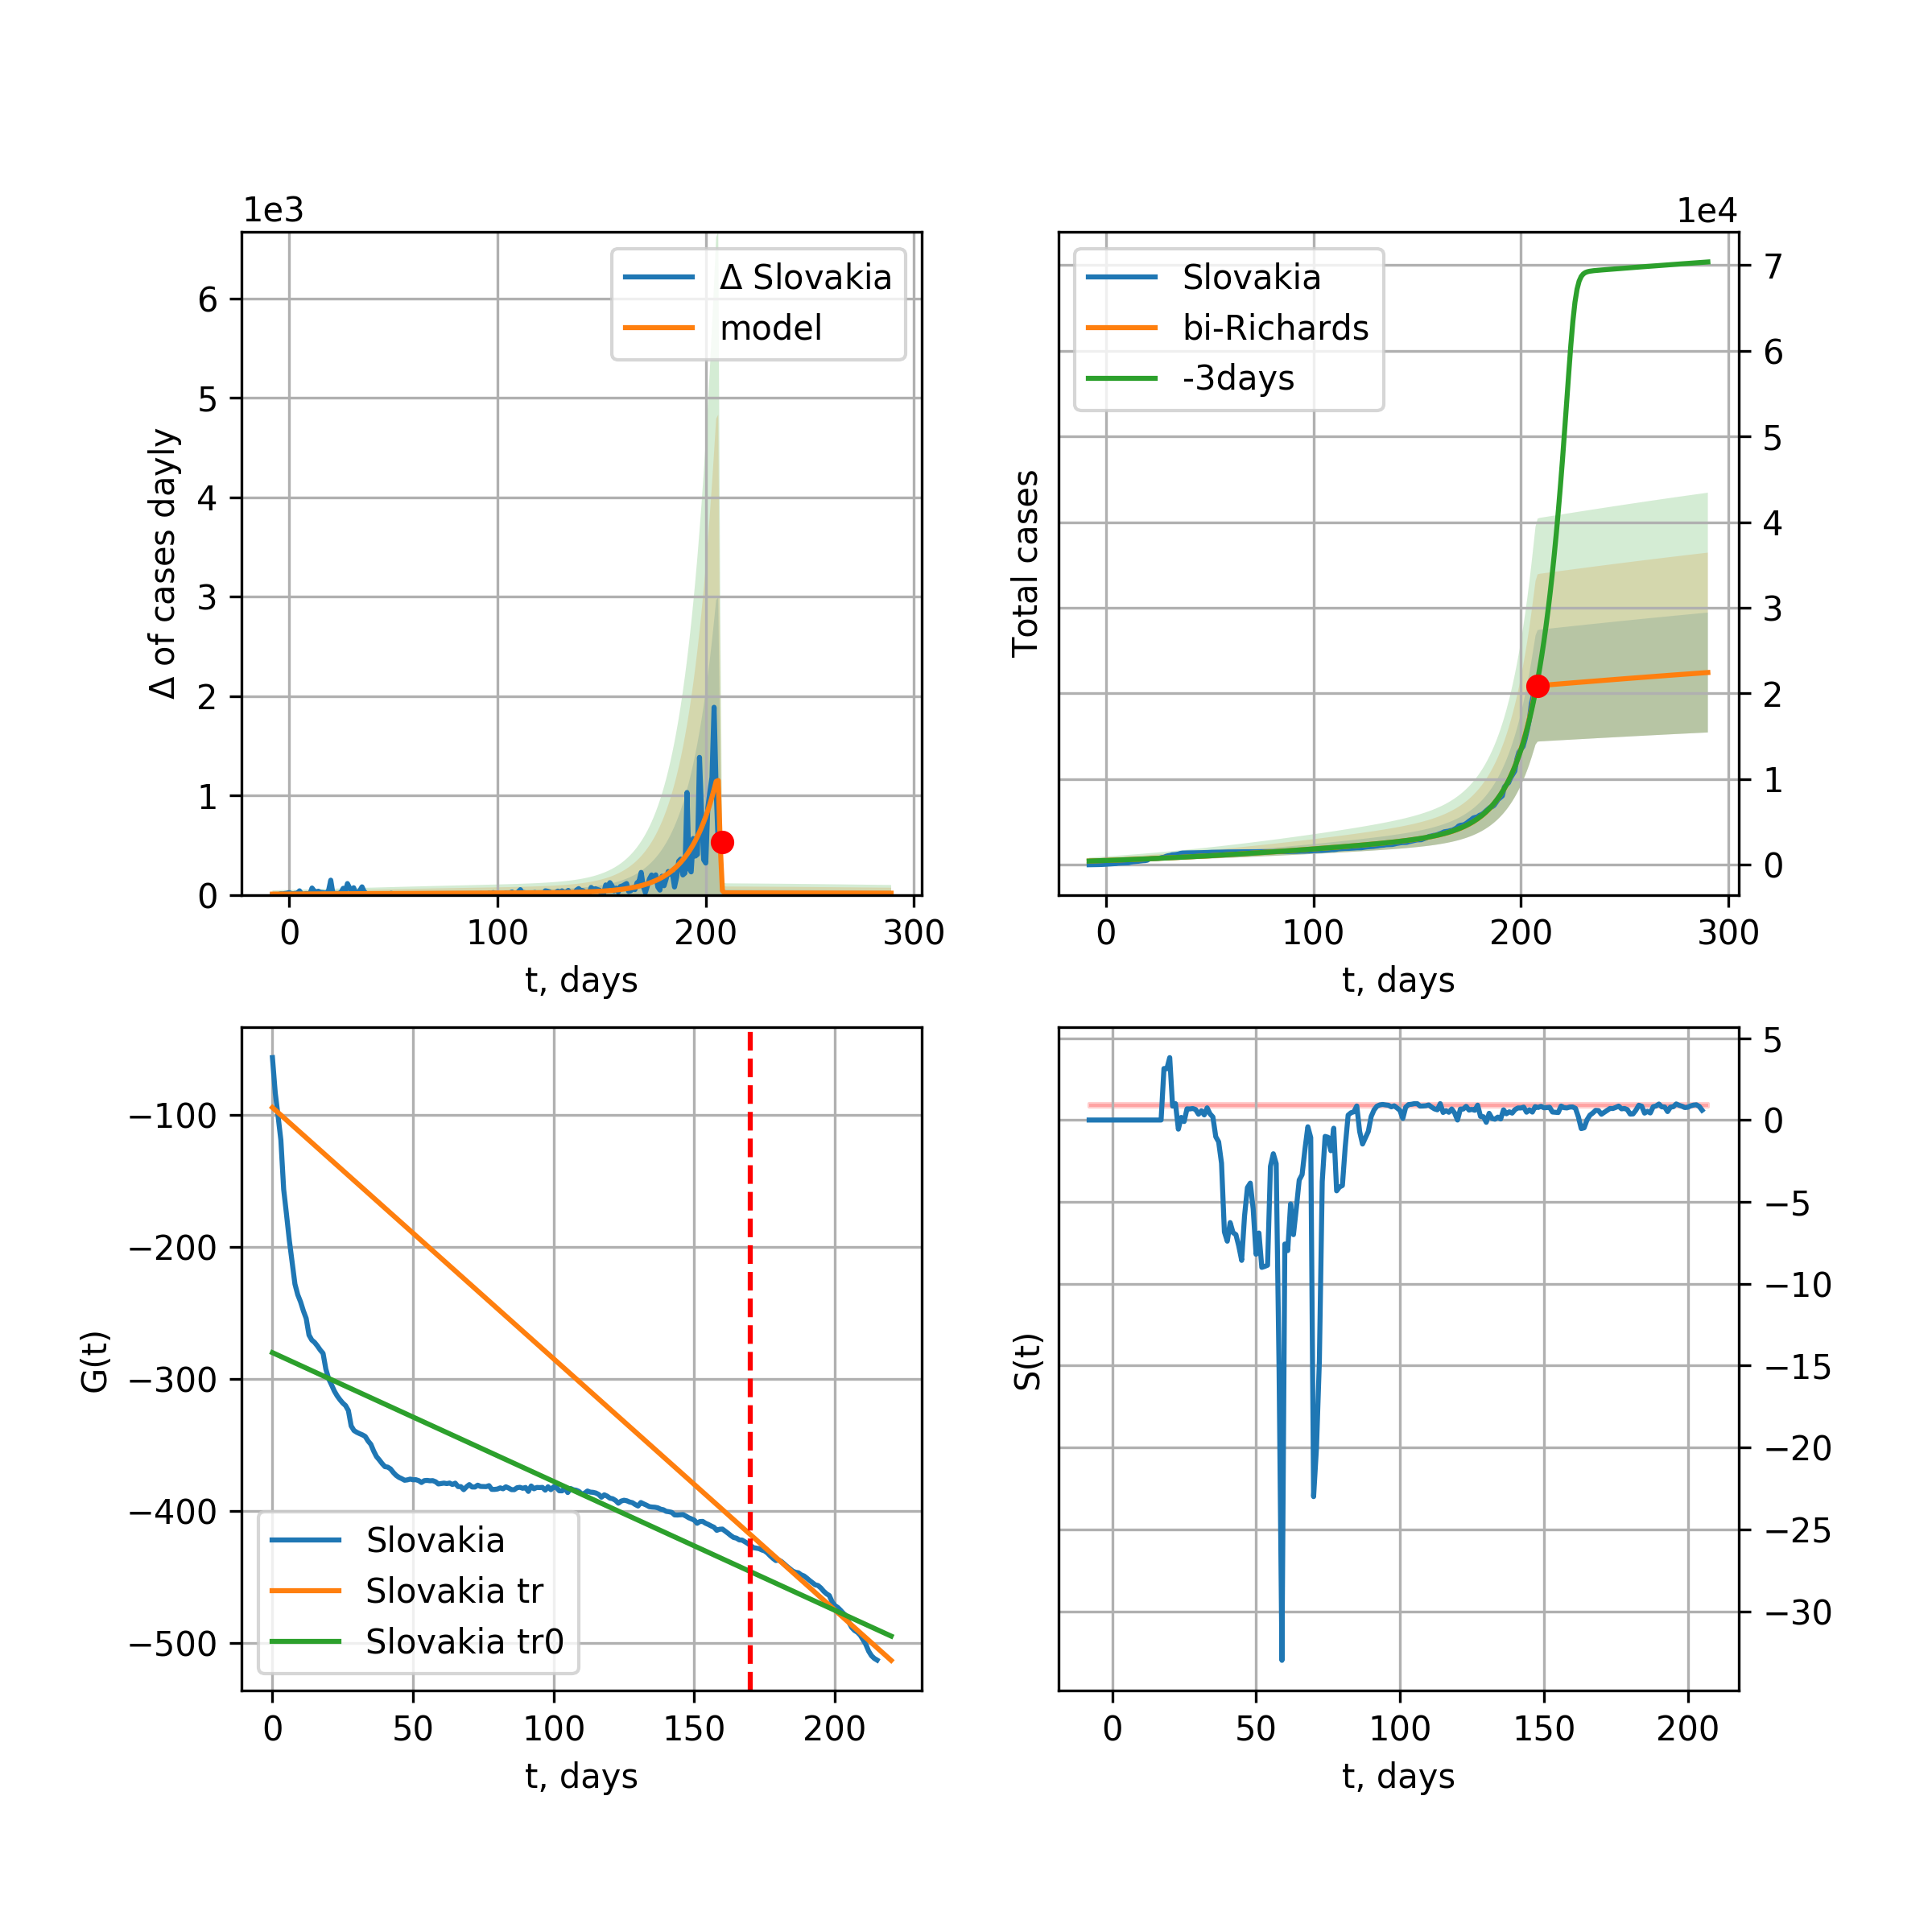 1e3
Δ of cases dayly
6
5
4
3
2
1
0
Δ Slovakia
model
0 100 200 300
t, days
1e4
Total cases
Slovakia
bi-Richards
-3days
7
6
5
4
3
2
1
0
0 100 200 300
t, days
G(t)
−100
−200
−300
−400
−500
Slovakia
Slovakia tr
Slovakia tr0
0 50 100 150 200
t, days
S(t)
5
0
−5
−10
−15
−20
−25
−30
0 50 100 150 200
t, days